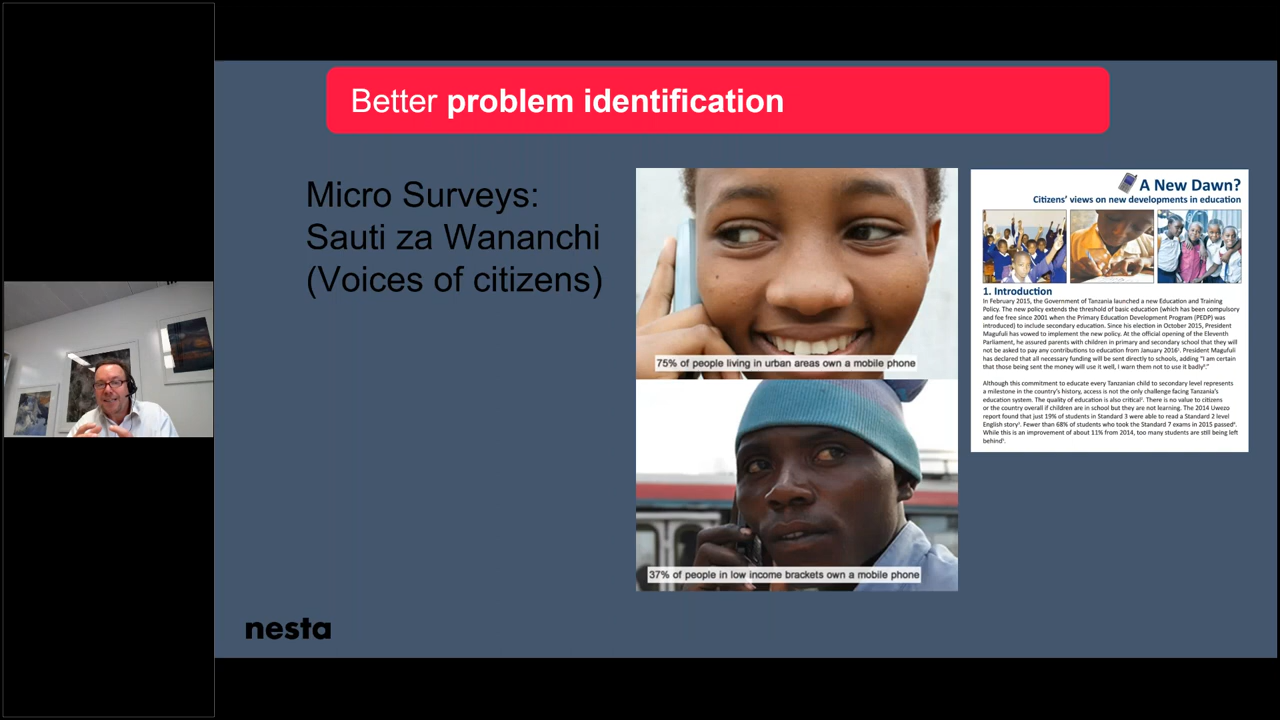 Better problem identification
Micro Surveys:
Sauti za Wananchi
(Voices of citizens)
75% of people living in urban areas own a mobile phone
37% of people in low income brackets own a mobile phone
A New Dawn?
Citizens’ views on new developments in education
1. Introduction
In February 2015, the Government of Tanzania launched a new Education and Training
Policy. The new policy extends the threshold of basic education (which has been compulsory
and fee free since 2001 when the Primary Education Development Program (PEDP) was
introduced) to include secondary education. Since his election in October 2015, President
Magufuli has vowed to implement the new policy. At the official opening of the Eleventh
Parliament, he assured parents with children in primary and secondary school that they will
not be asked to pay any contributions to education from January 2016¹. President Magufuli
has declared that all necessary funding will be sent directly to schools, adding “I am certain
that those being sent the money will use it well, I warn them not to use it badly².”
Although this commitment to educate every Tanzanian child to secondary level represents
a milestone in the country’s history, access is not the only challenge facing Tanzania’s
education system. The quality of education is also critical³. There is no value to citizens
or the country overall if children are in school but they are not learning. The 2014 Uwezo
report found that just 19% of students in Standard 3 were able to read a Standard 2 level
English story⁴. Fewer than 68% of students who took the Standard 7 exams in 2015 passed⁵.
While this is an improvement of about 11% from 2014, too many students are still being left
behind⁶.
nesta